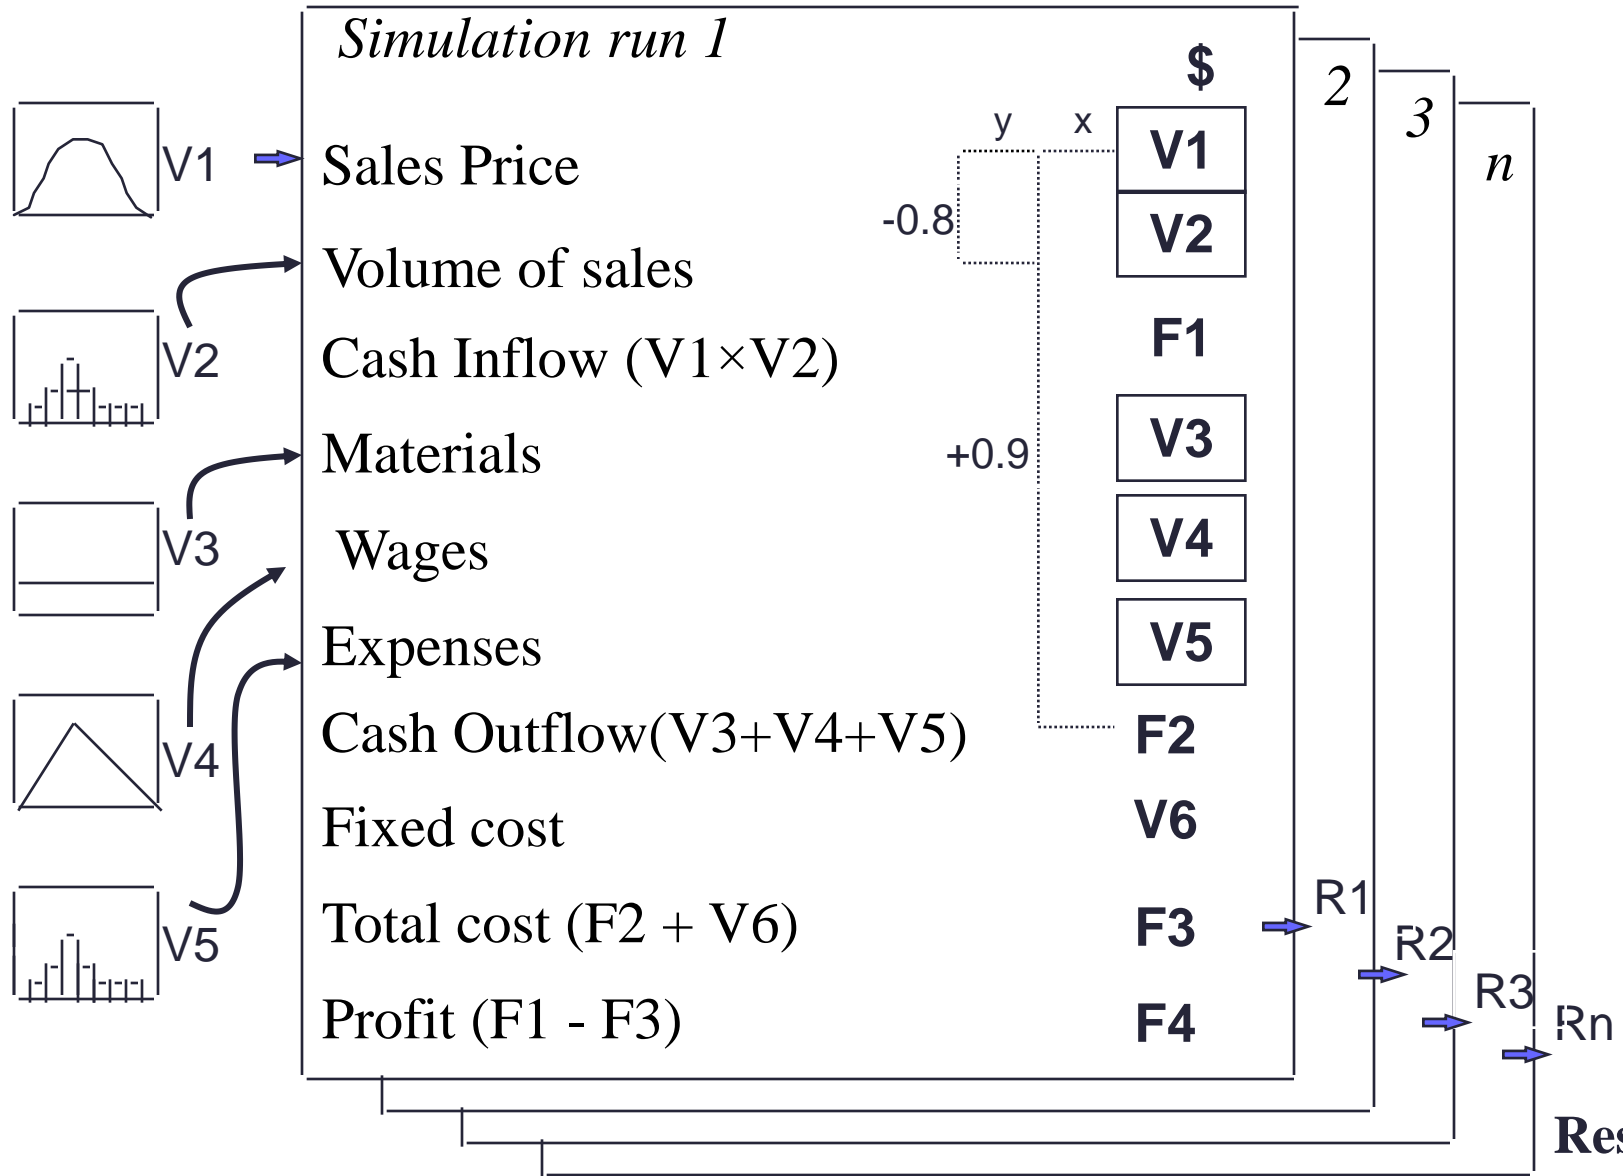 Simulation run 1
$
2
3
n
y x
V1 Sales Price V1
-0.8
V2
Volume of sales
V2 Cash Inflow (V1×V2) F1
Materials +0.9 V3
V3 Wages V4
Expenses V5
V4 Cash Outflow(V3+V4+V5) F2
Fixed cost V6
R1
V5 Total cost (F2 + V6) F3
R2
R3
Profit (F1 - F3) F4 Rn